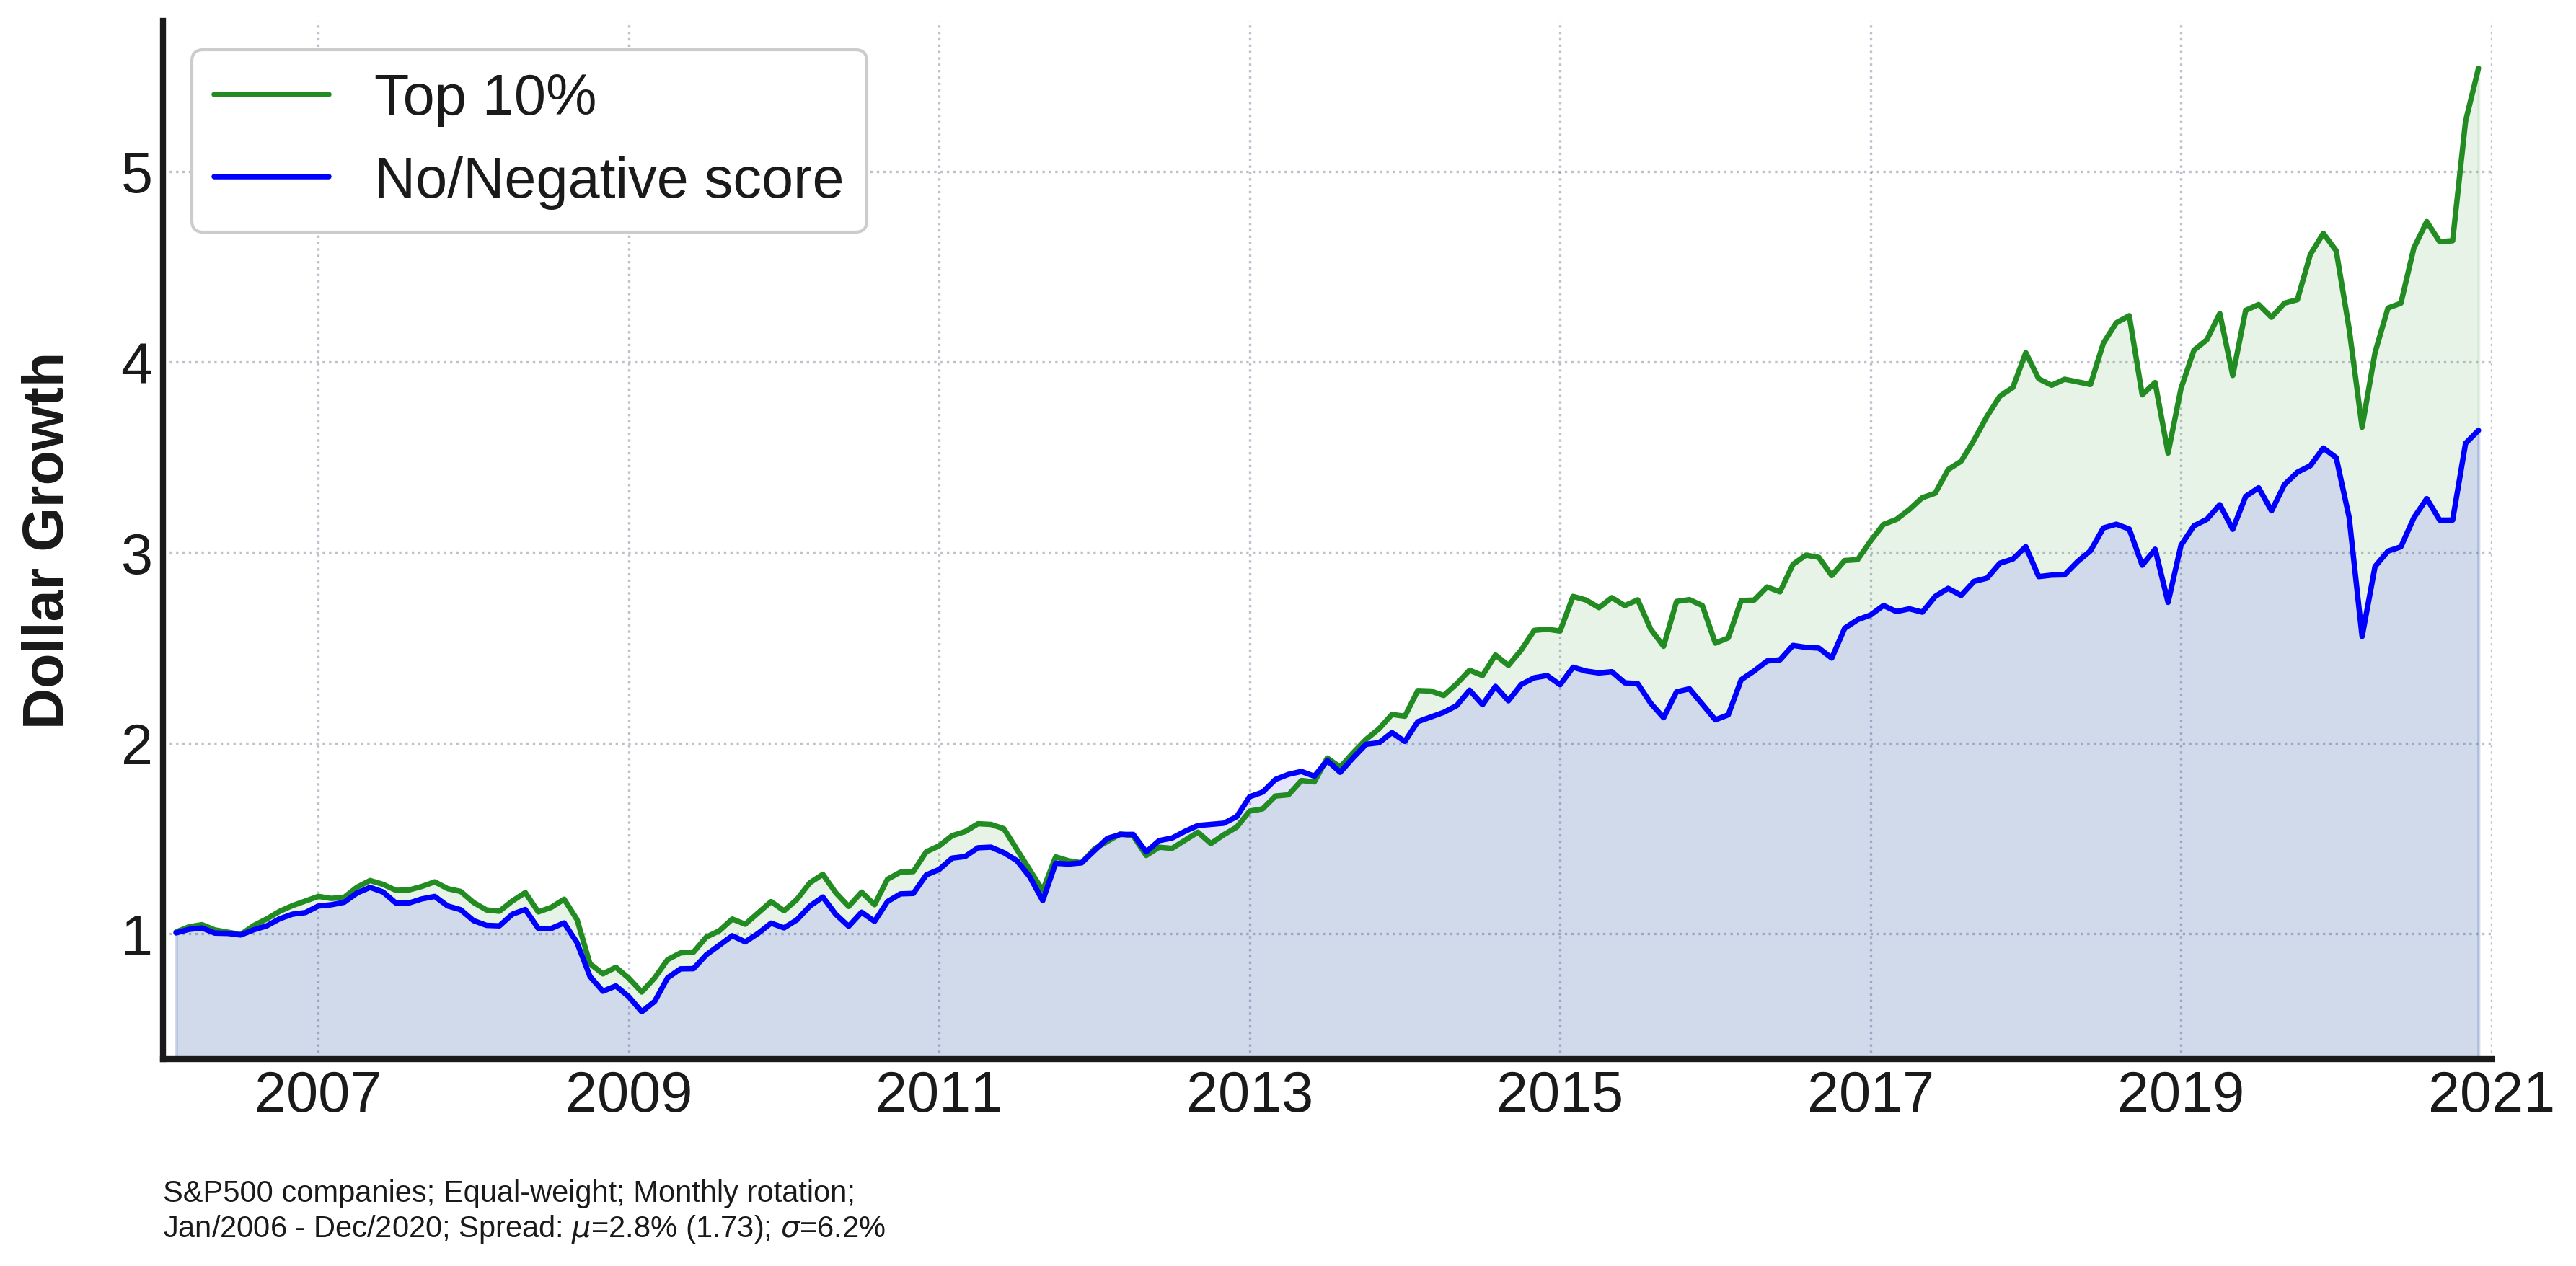 Top 10%
No/Negative score
Dollar Growth
5
4
3
2
1
2007 2009 2011 2013 2015 2017 2019 2021
S&P500 companies; Equal-weight; Monthly rotation;
Jan/2006 - Dec/2020; Spread: μ=2.8% (1.73); σ=6.2%